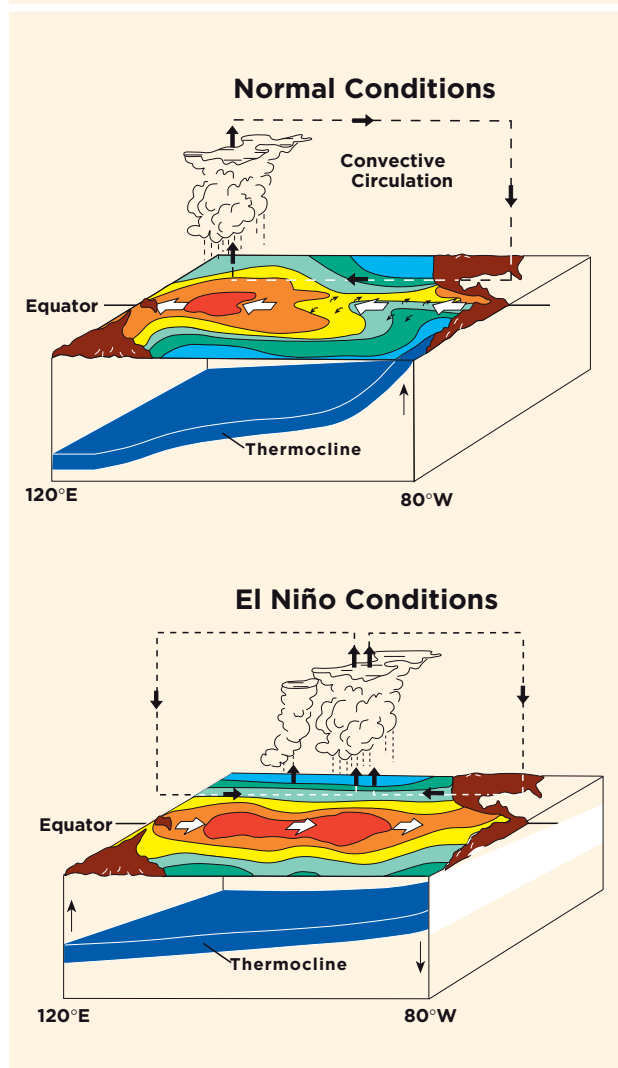 Normal Conditions
Convective
Circulation
Equator
Thermocline
120°E
80°W
El Niño Conditions
Equator
Thermocline
120°E
80°W